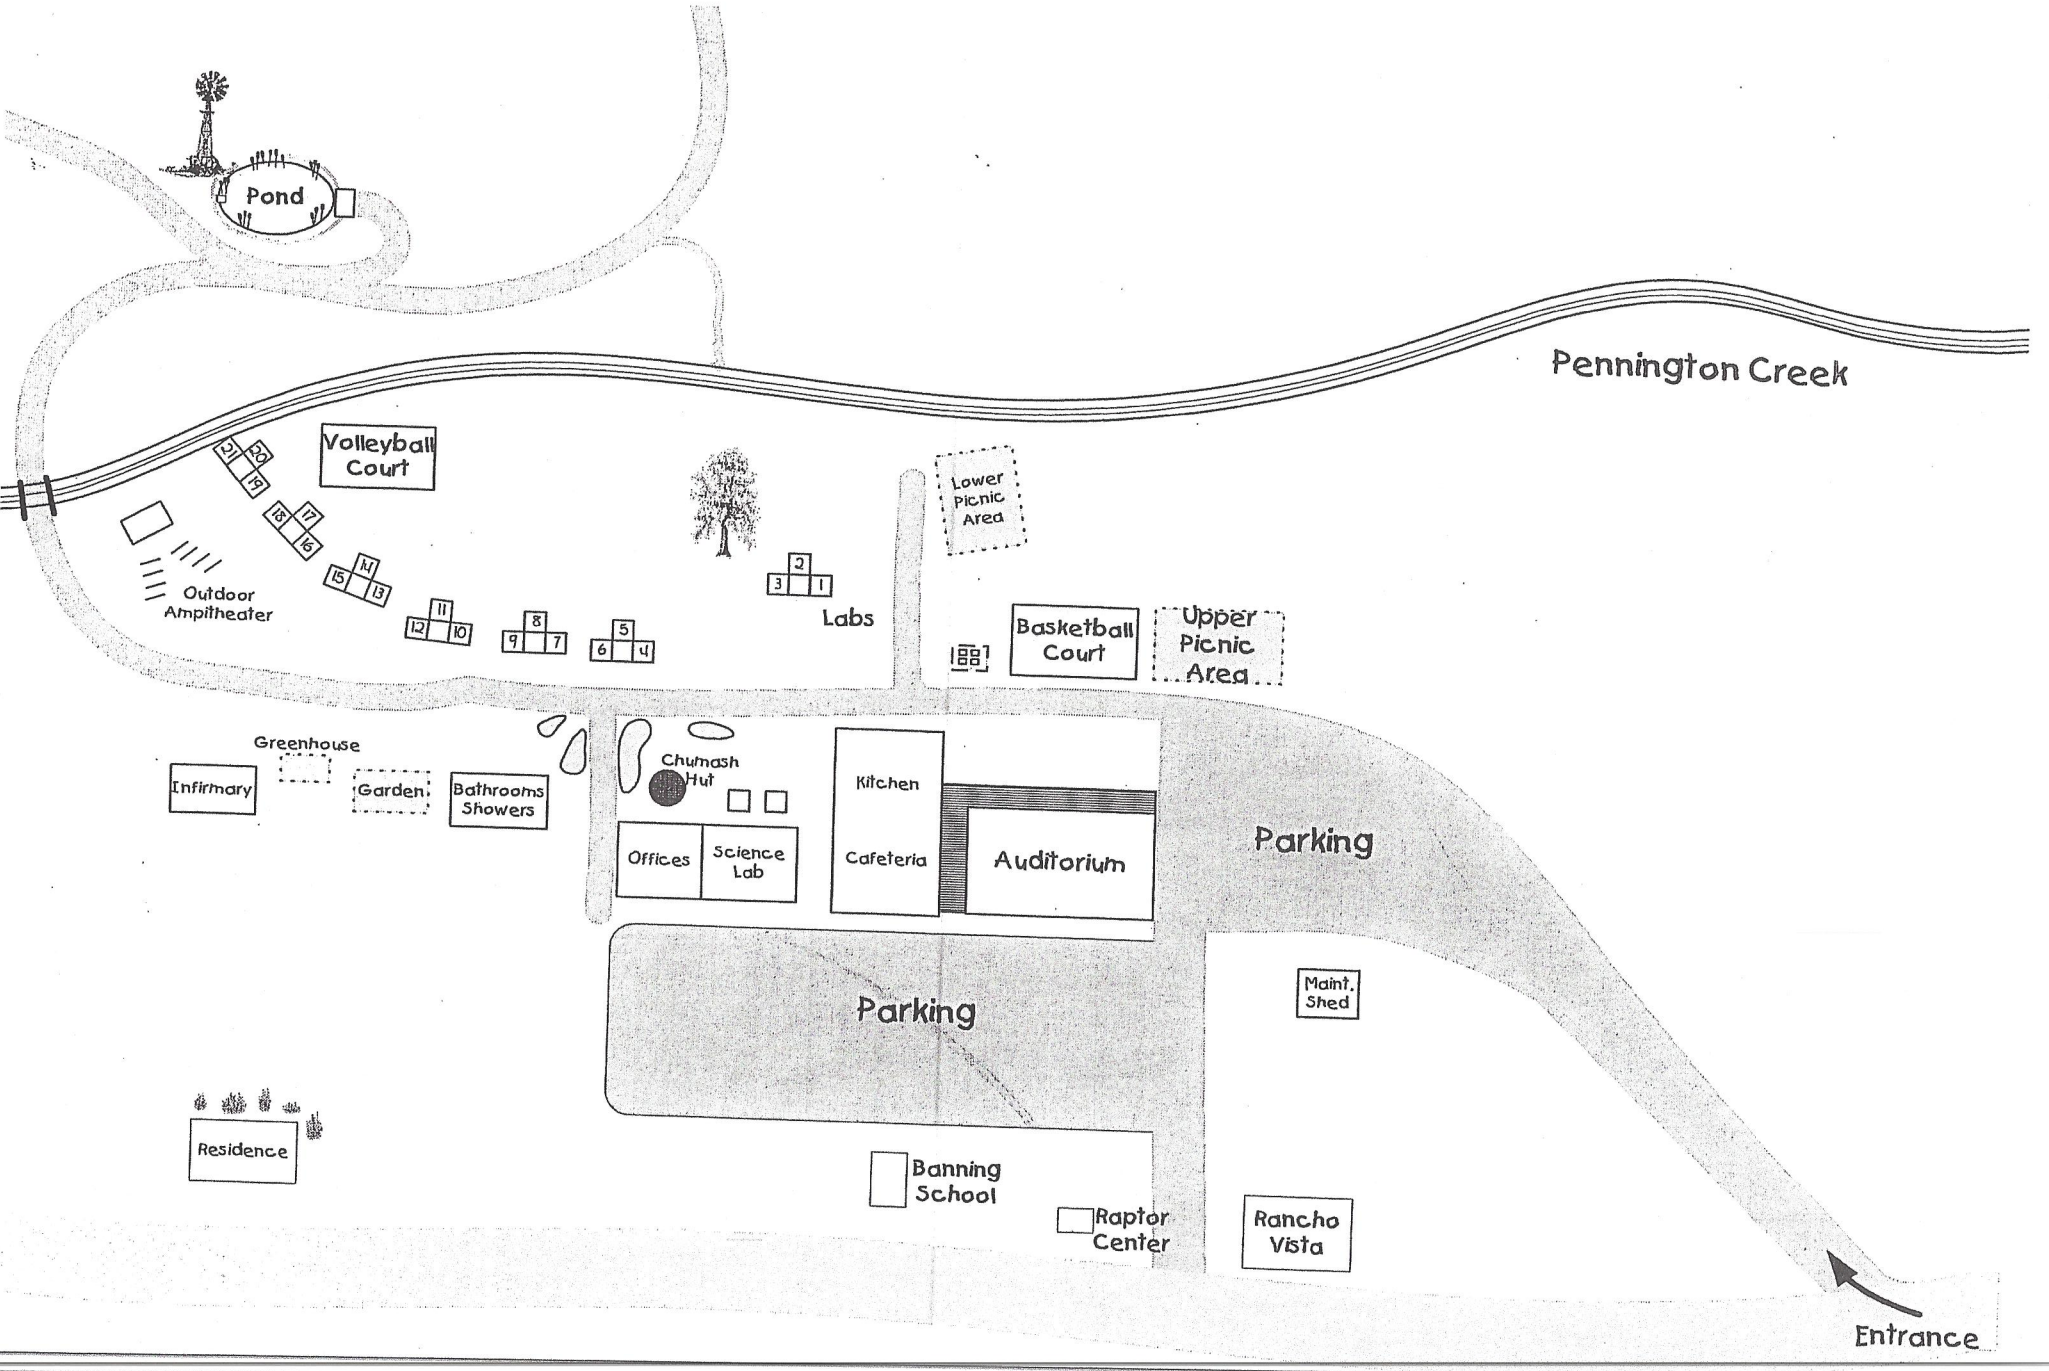 Pond
Pennington Creek
Volleyball
Court
21
20
19
18
17
16
15
14
13
12
11
10
9
8
7
6
5
4
3
2
1
Labs
Lower
Picnic
Area
Outdoor
Ampitheater
Basketball
Court
Upper
Picnic
Area
Greenhouse
Infirmary
Garden
Bathrooms
Showers
Chumash
Hut
Offices
Science
Lab
Kitchen
Cafeteria
Auditorium
Parking
Parking
Maint.
Shed
Residence
Banning
School
Raptor
Center
Rancho
Vista
Entrance